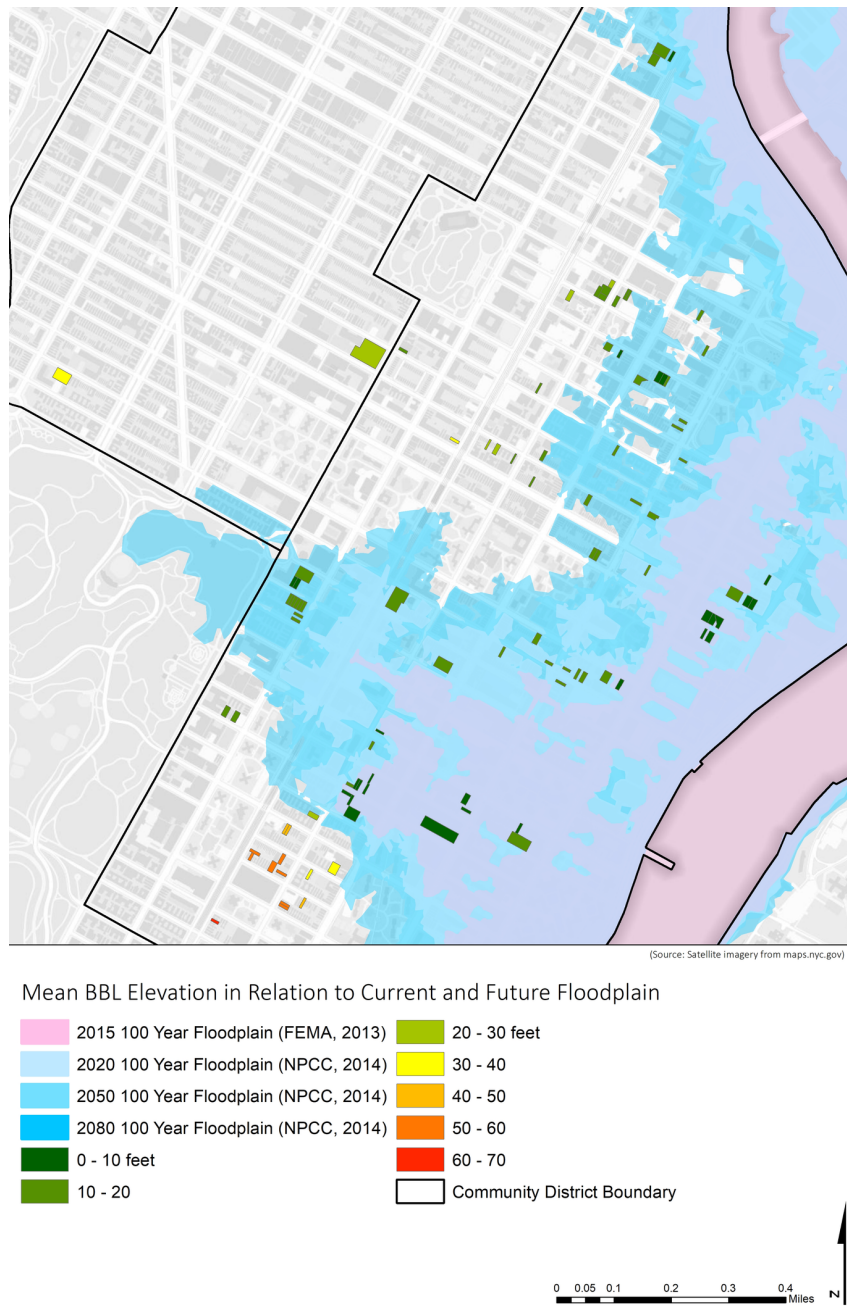 (Source: Satellite imagery from maps.nyc.gov)
Mean BBL Elevation in Relation to Current and Future Floodplain
2015 100 Year Floodplain (FEMA, 2013)
2020 100 Year Floodplain (NPCC, 2014)
2050 100 Year Floodplain (NPCC, 2014)
2080 100 Year Floodplain (NPCC, 2014)
0 - 10 feet
10 - 20
20 - 30 feet
30 - 40
40 - 50
50 - 60
60 - 70
Community District Boundary
0 0.05 0.1 0.2 0.3 0.4
Miles
N